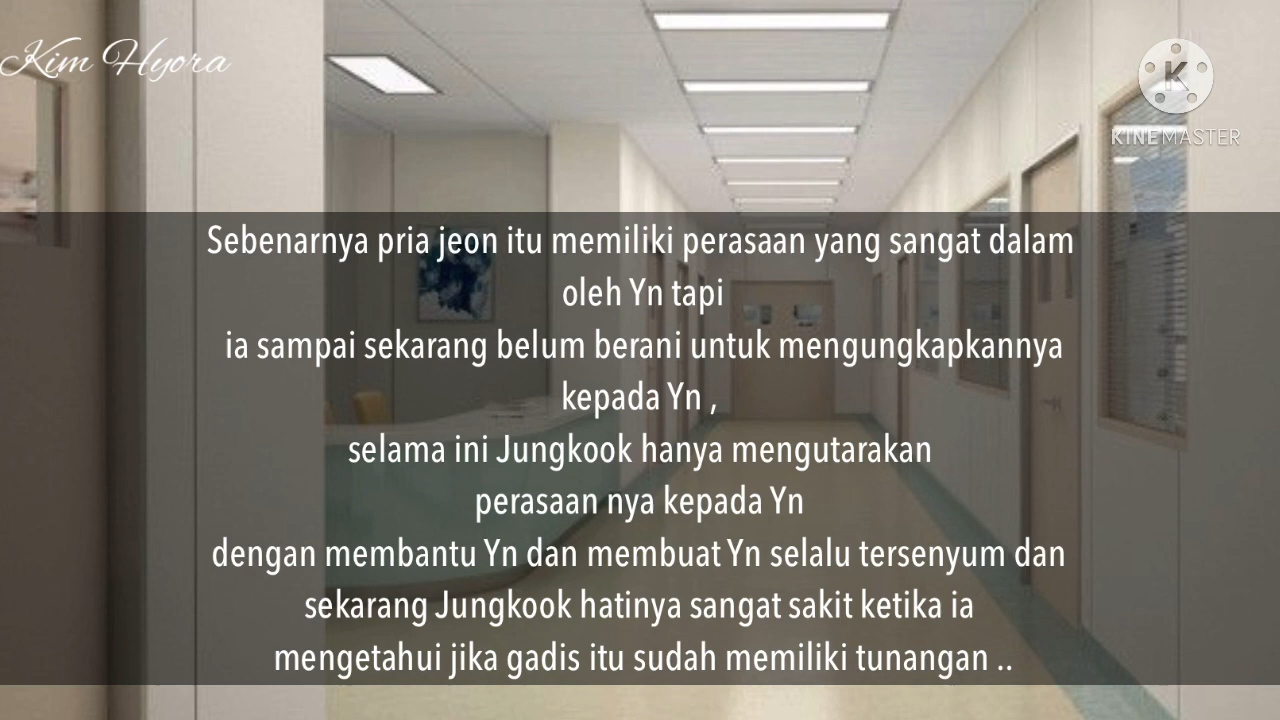 Kim Hyora
K
KINEMASTER
Sebenarnya pria jeon itu memiliki perasaan yang sangat dalam
oleh Yn tapi
ia sampai sekarang belum berani untuk mengungkapkannya
kepada Yn ,
selama ini Jungkook hanya mengutarakan
perasaan nya kepada Yn
dengan membantu Yn dan membuat Yn selalu tersenyum dan
sekarang Jungkook hatinya sangat sakit ketika ia
mengetahui jika gadis itu sudah memiliki tunangan ..